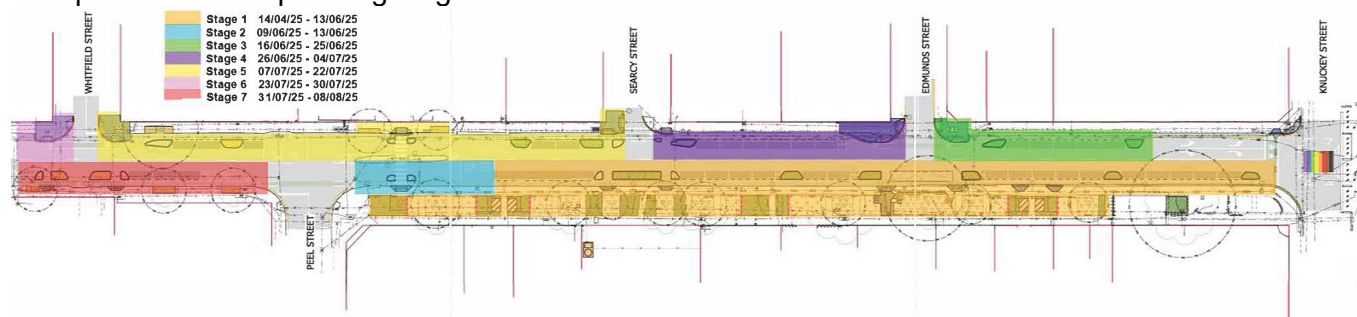 Stage 1 14/04/25 - 13/06/25
Stage 2 09/06/25 - 13/06/25
Stage 3 16/06/25 - 25/06/25
Stage 4 26/06/25 - 04/07/25
Stage 5 07/07/25 - 22/07/25
Stage 6 23/07/25 - 30/07/25
Stage 7 31/07/25 - 08/08/25
WHITFIELD STREET
SEARCY STREET
EDMUNDS STREET
KNUCKEY STREET
PEEL STREET